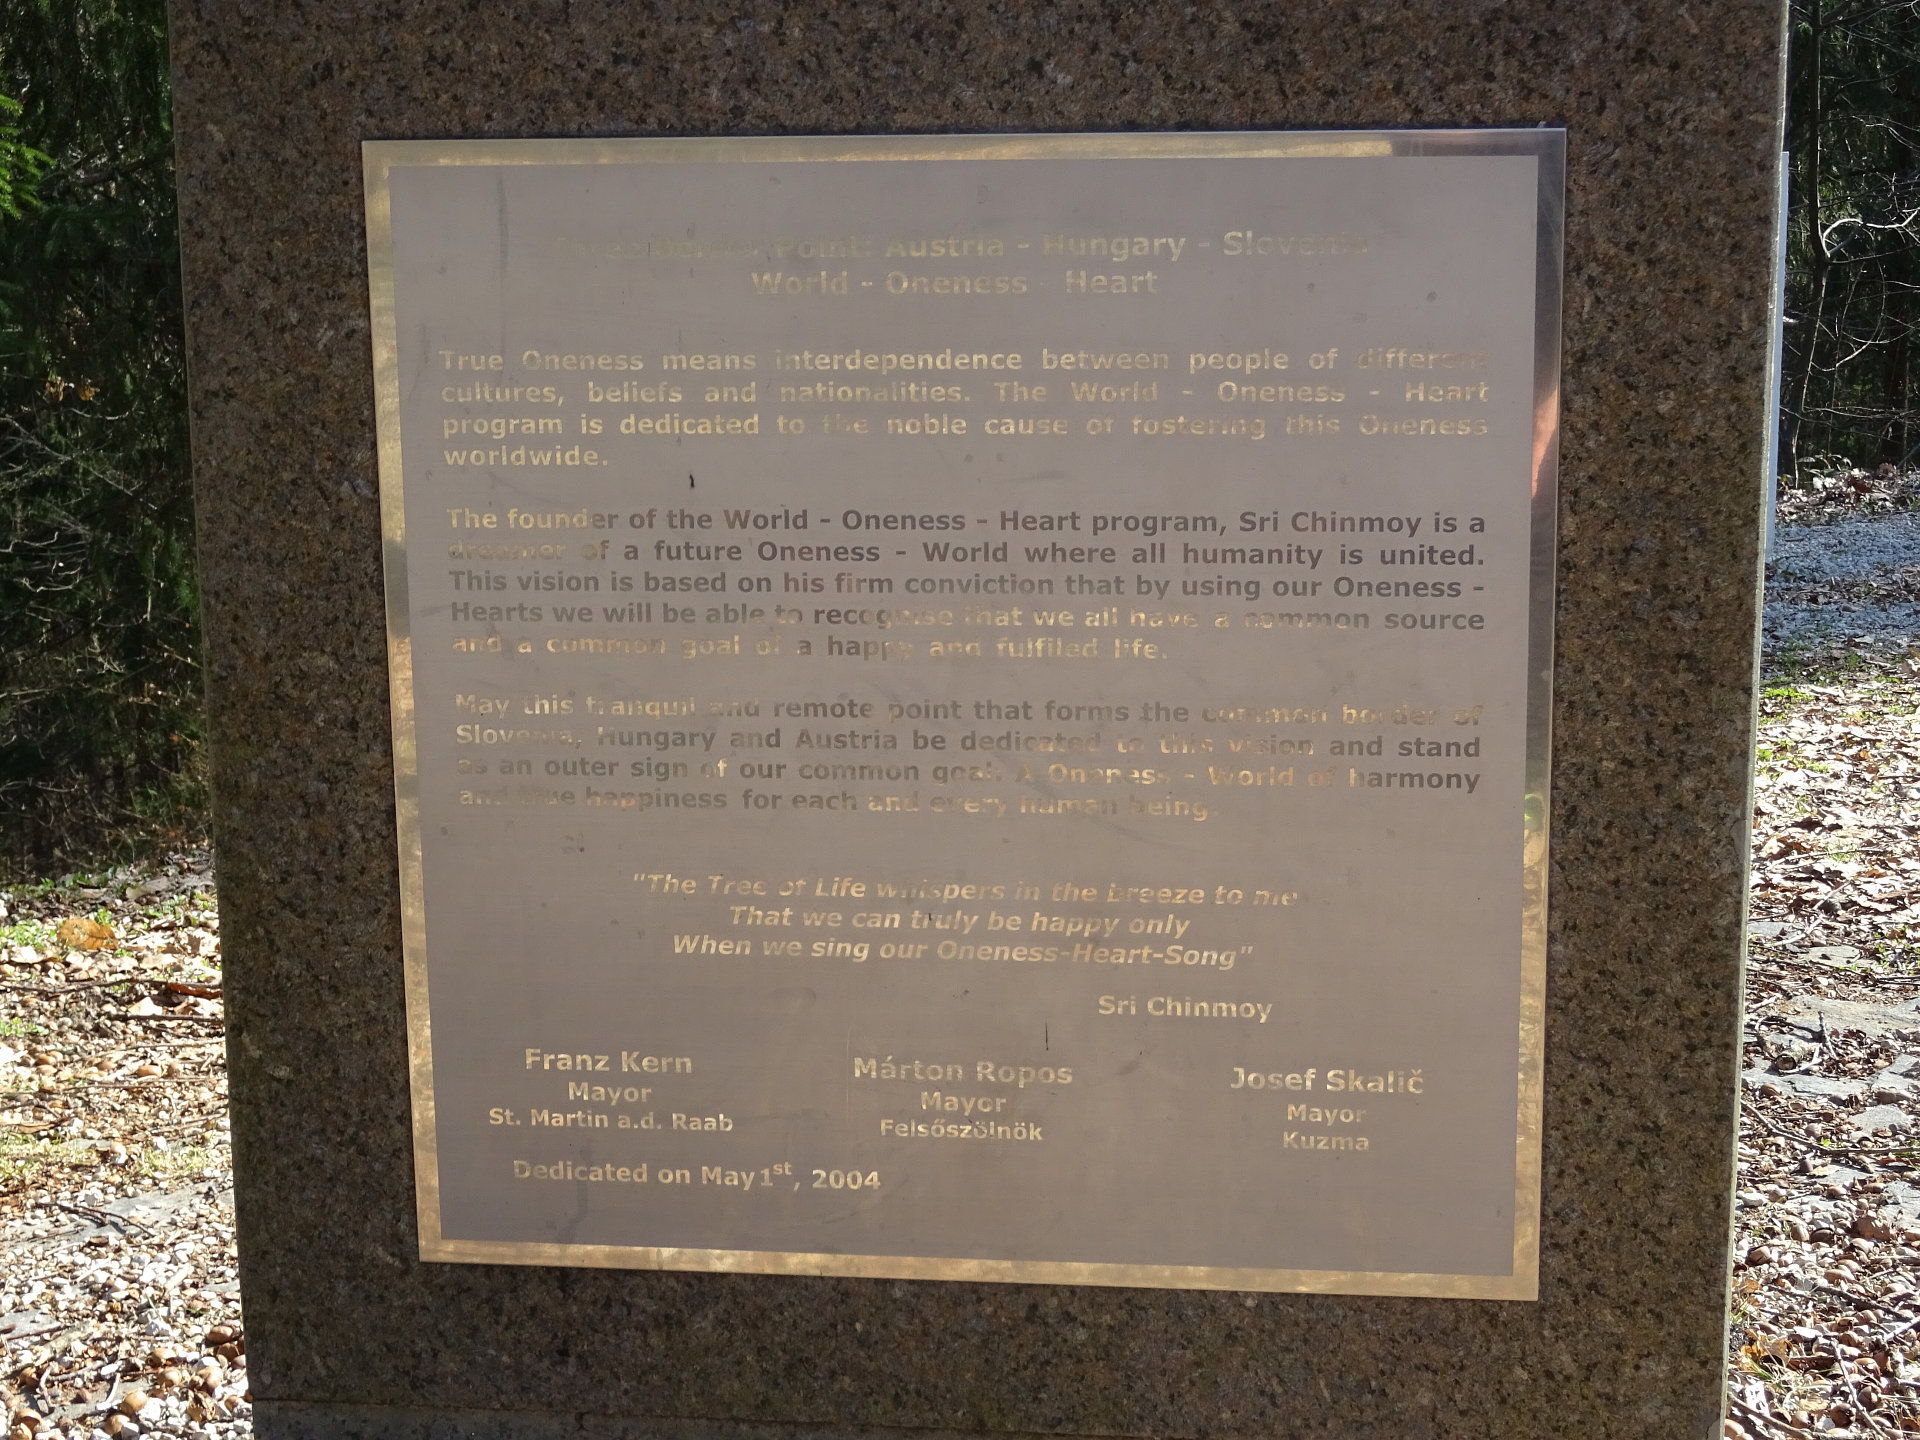 Three Border Point: Austria - Hungary - Slovenia
World - Oneness - Heart
True Oneness means interdependence between people of different
cultures, beliefs and nationalities. The World - Oneness - Heart
program is dedicated to the noble cause of fostering this Oneness
worldwide.
The founder of the World - Oneness - Heart program, Sri Chinmoy is a
dreamer of a future Oneness - World where all humanity is united.
This vision is based on his firm conviction that by using our Oneness -
Hearts we will be able to recognise that we all have a common source
and a common goal of a happy and fulfiled life.
May this tranquil and remote point that forms the common border of
Slovenia, Hungary and Austria be dedicated to this vision and stand
as an outer sign of our common goal: A Oneness - World of harmony
and true happiness for each and every human being.
"The Tree of Life whispers in the breeze to me
That we can truly be happy only
When we sing our Oneness-Heart-Song"
Sri Chinmoy
Franz Kern
Mayor
St. Martin a.d. Raab
Márton Ropos
Mayor
Felsőszölnök
Josef Skalič
Mayor
Kuzma
Dedicated on May 1st, 2004